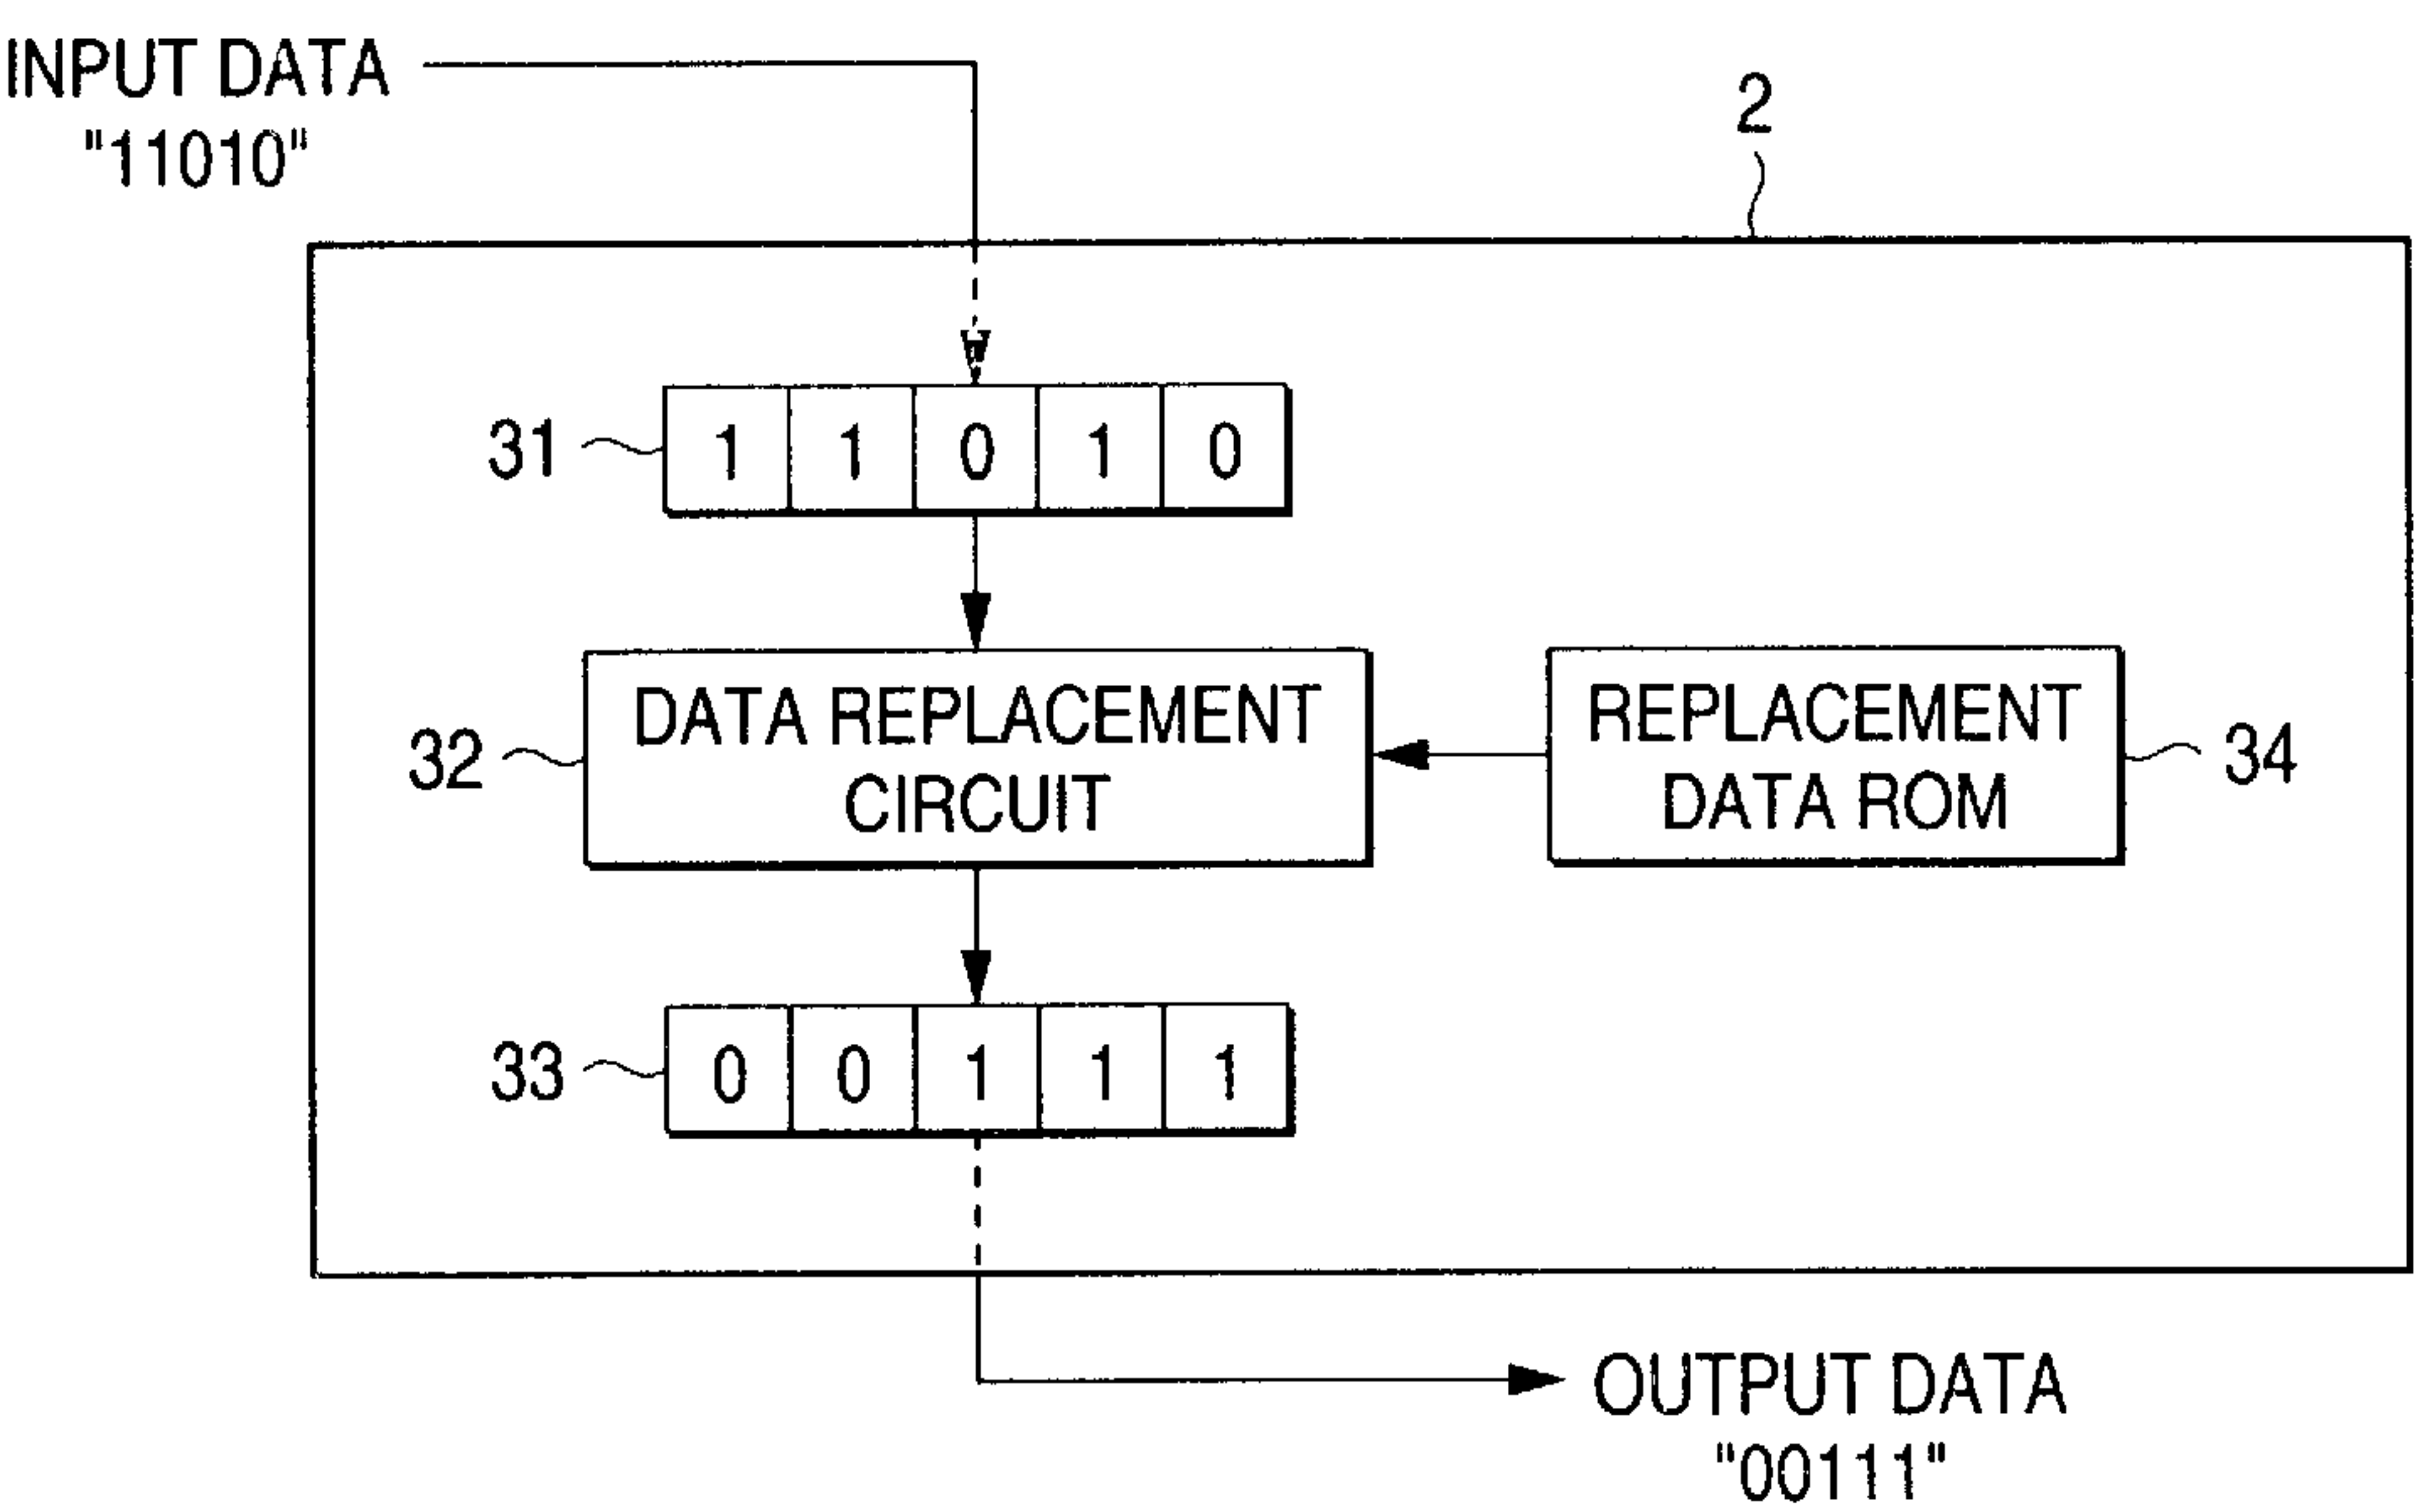 INPUT DATA
"11010"
2
31 1 1 0 1 0
DATA REPLACEMENT
CIRCUIT
32
REPLACEMENT
DATA ROM
34
33 0 0 1 1 1
OUTPUT DATA
"00111"